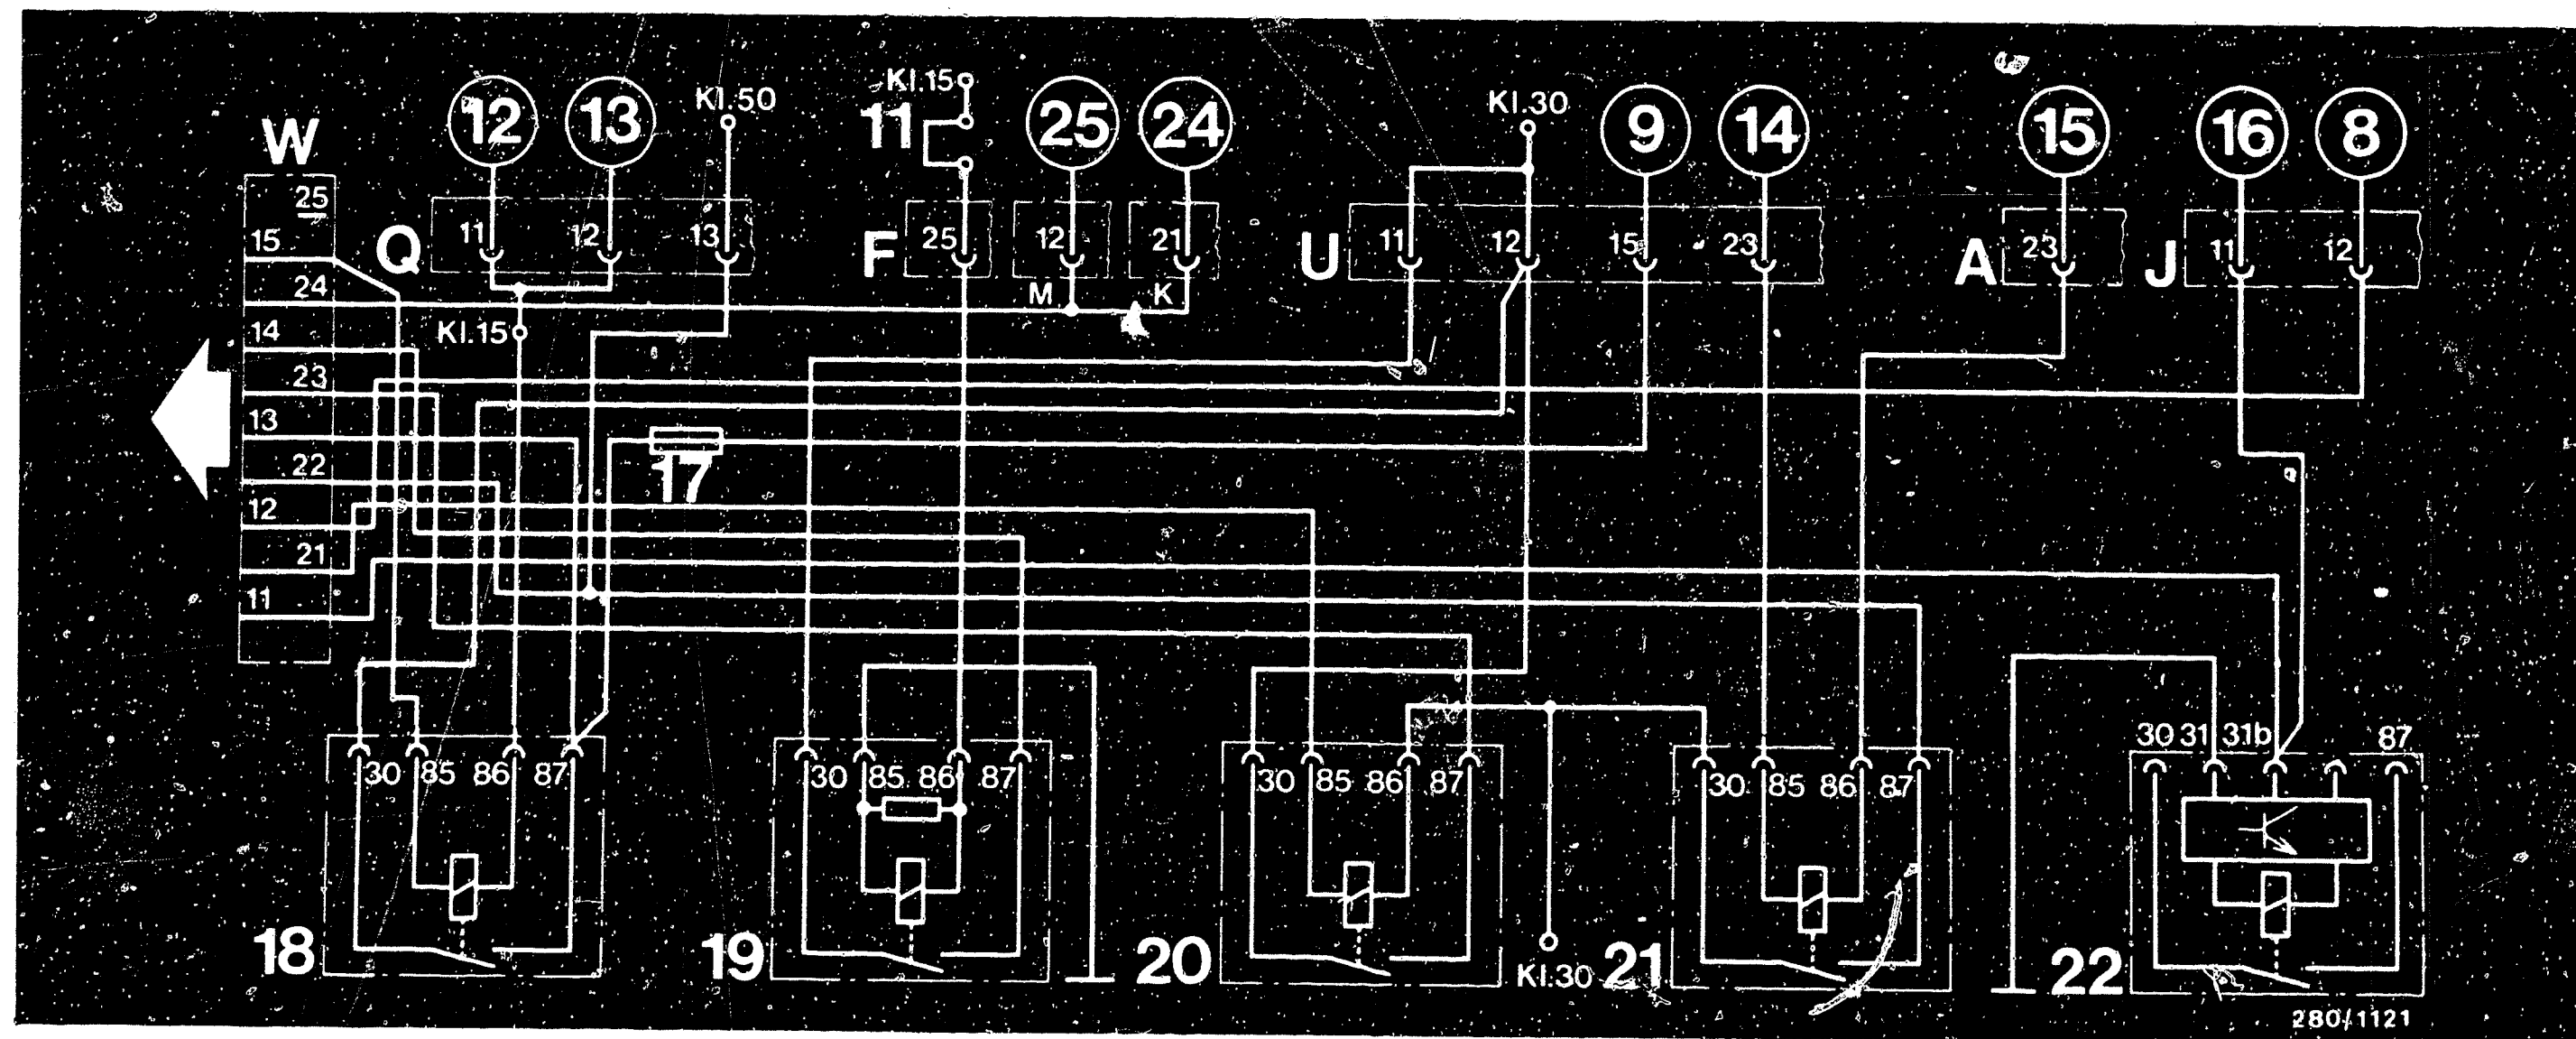 Kl.15
12 13 Kl.50 11 25 24 Kl.30 9 14 15 16 8
W
25
15 Q 11 12 13 F 25 12 21 U 11 12 15 23 A 23 J 11 12
24 M K
14 Kl.15
23
13
22 17
12
21
11
30 31 31b 87
30 85 86 87 30 85 86 87 30 85 86 87 30 85 86 87
18 19 20 Kl.30 21 22
280/1121